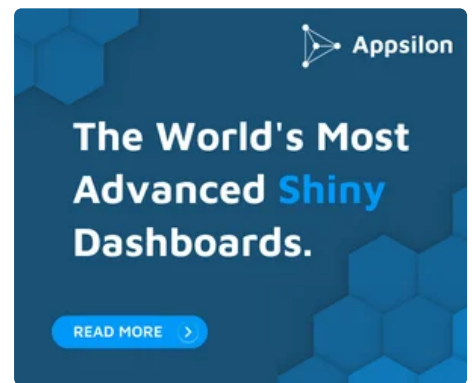 Appsilon
The World's Most
Advanced Shiny
Dashboards.
READ MORE